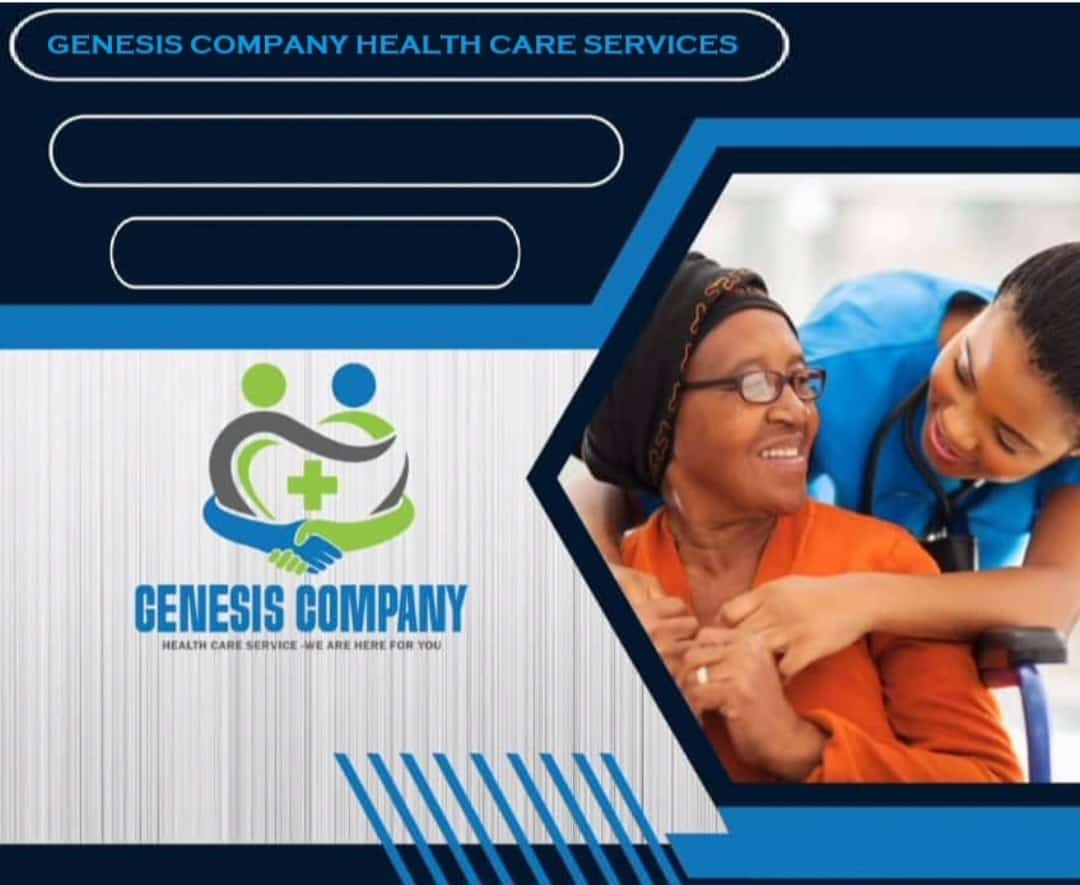 GENESIS COMPANY HEALTH CARE SERVICES
GENESIS COMPANY
HEALTH CARE SERVICE -WE ARE HERE FOR YOU